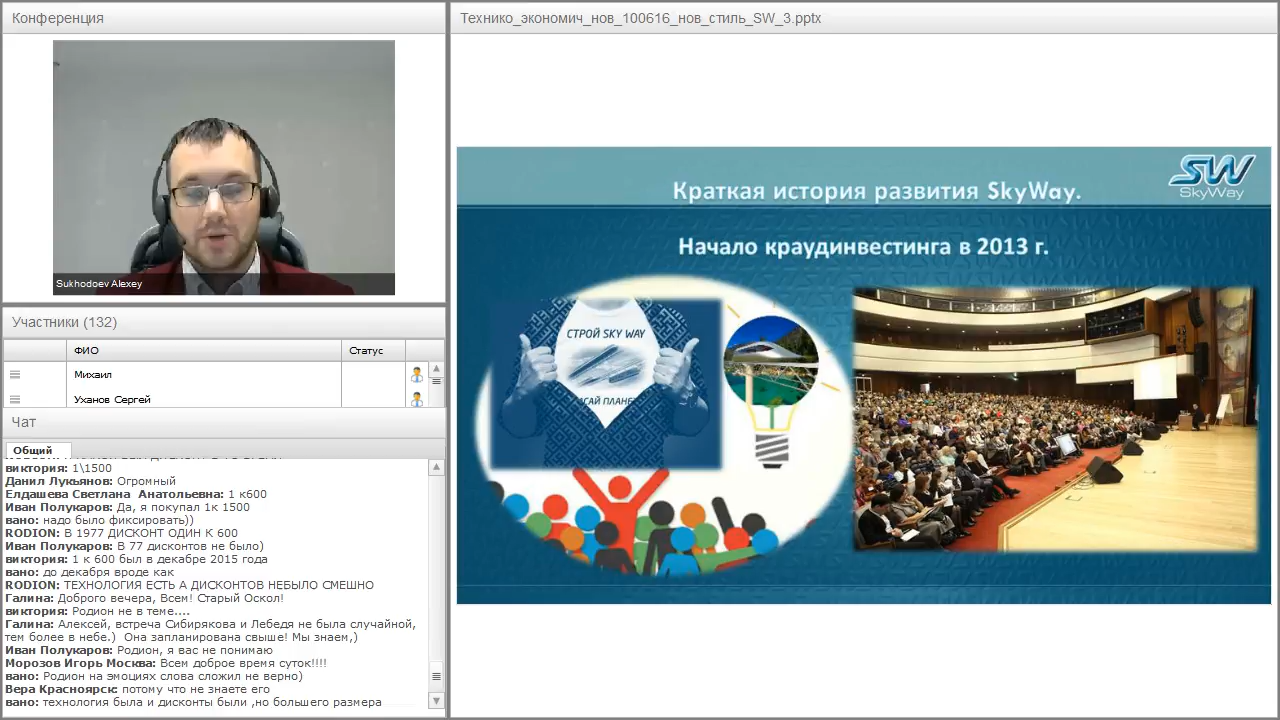 Конференция
Sukhodoev Alexey
Участники (132)
ФИО
Статус
Михаил
Уханов Сергей
Чат
Общий
виктория: 1\1500
Данил Лукьянов: Огромный
Елдашева Светлана Анатольевна: 1 к600
Иван Полукаров: Да, я покупал 1к 1500
вано: надо было фиксировать))
RODION: В 1977 ДИСКОНТ ОДИН К 600
Иван Полукаров: В 77 дисконтов не было)
виктория: 1 к 600 был в декабре 2015 года
вано: до декабря вроде как
RODION: ТЕХНОЛОГИЯ ЕСТЬ А ДИСКОНТОВ НЕБЫЛО СМЕШНО
Галина: Доброго вечера, Всем! Старый Оскол!
виктория: Родион не в теме....
Галина: Алексей, встреча Сибирякова и Лебедя не была случайной,
тем более в небе.) Она запланирована свыше! Мы знаем,)
Иван Полукаров: Родион, я вас не понимаю
Морозов Игорь Москва: Всем доброе время суток!!!!
вано: Родион на эмоциях слова сложил не верно)
Вера Красноярск: потому что не знаете его
вано: технология была и дисконты были ,но большего размера
Технико_экономич_нов_100616_нов_стиль_SW_3.pptx
SW
SkyWay
Краткая история развития SkyWay.
Начало краудинвестинга в 2013 г.
СТРОЙ SKY WAY